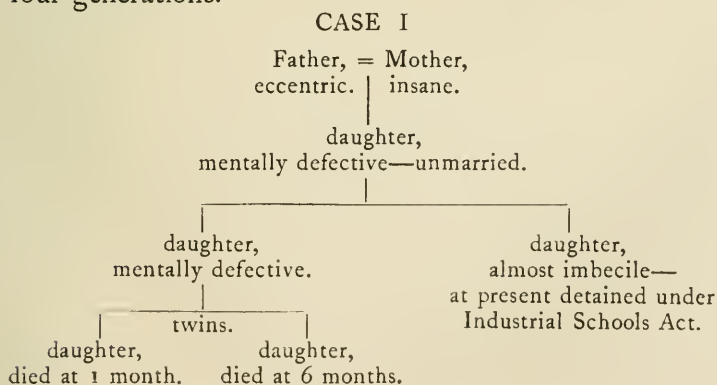 four generations.
CASE I
Father, = Mother,
eccentric. insane.
daughter,
mentally defective—unmarried.
daughter,
mentally defective.
daughter,
almost imbecile—
at present detained under
Industrial Schools Act.
twins.
daughter,
died at 1 month.
daughter,
died at 6 months.